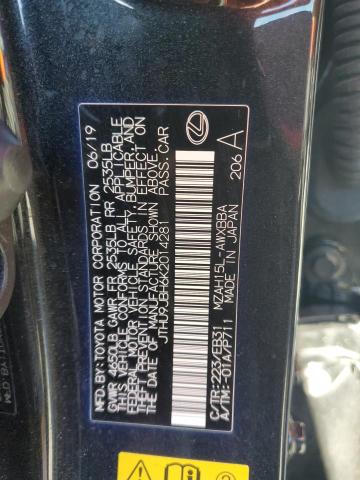 MFD.BY:TOYOTA MOTOR CORPORATION 06/19
GVWR 4850LB GAWR FR 2535LB RR 2535LB
THIS VEHICLE CONFORMS TO ALL APPLICABLE
FEDERAL MOTOR VEHICLE SAFETY, BUMPER, AND
THEFT PREVENTION STANDARDS IN EFFECT ON
THE DATE OF MANUFACTURE SHOWN ABOVE.
JTHU9JBH6K2014281 PASS.CAR
C/TR:223/EB31 MZAH15L-AWXBBA
A/TM:-01A/P711 MADE IN JAPAN 206
A